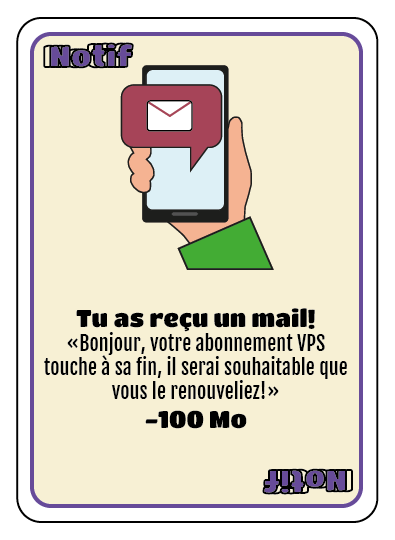 Notif
Tu as reçu un mail!
«Bonjour, votre abonnement VPS
touche à sa fin, il serai souhaitable que
vous le renouveliez!»
-100 Mo
Notif